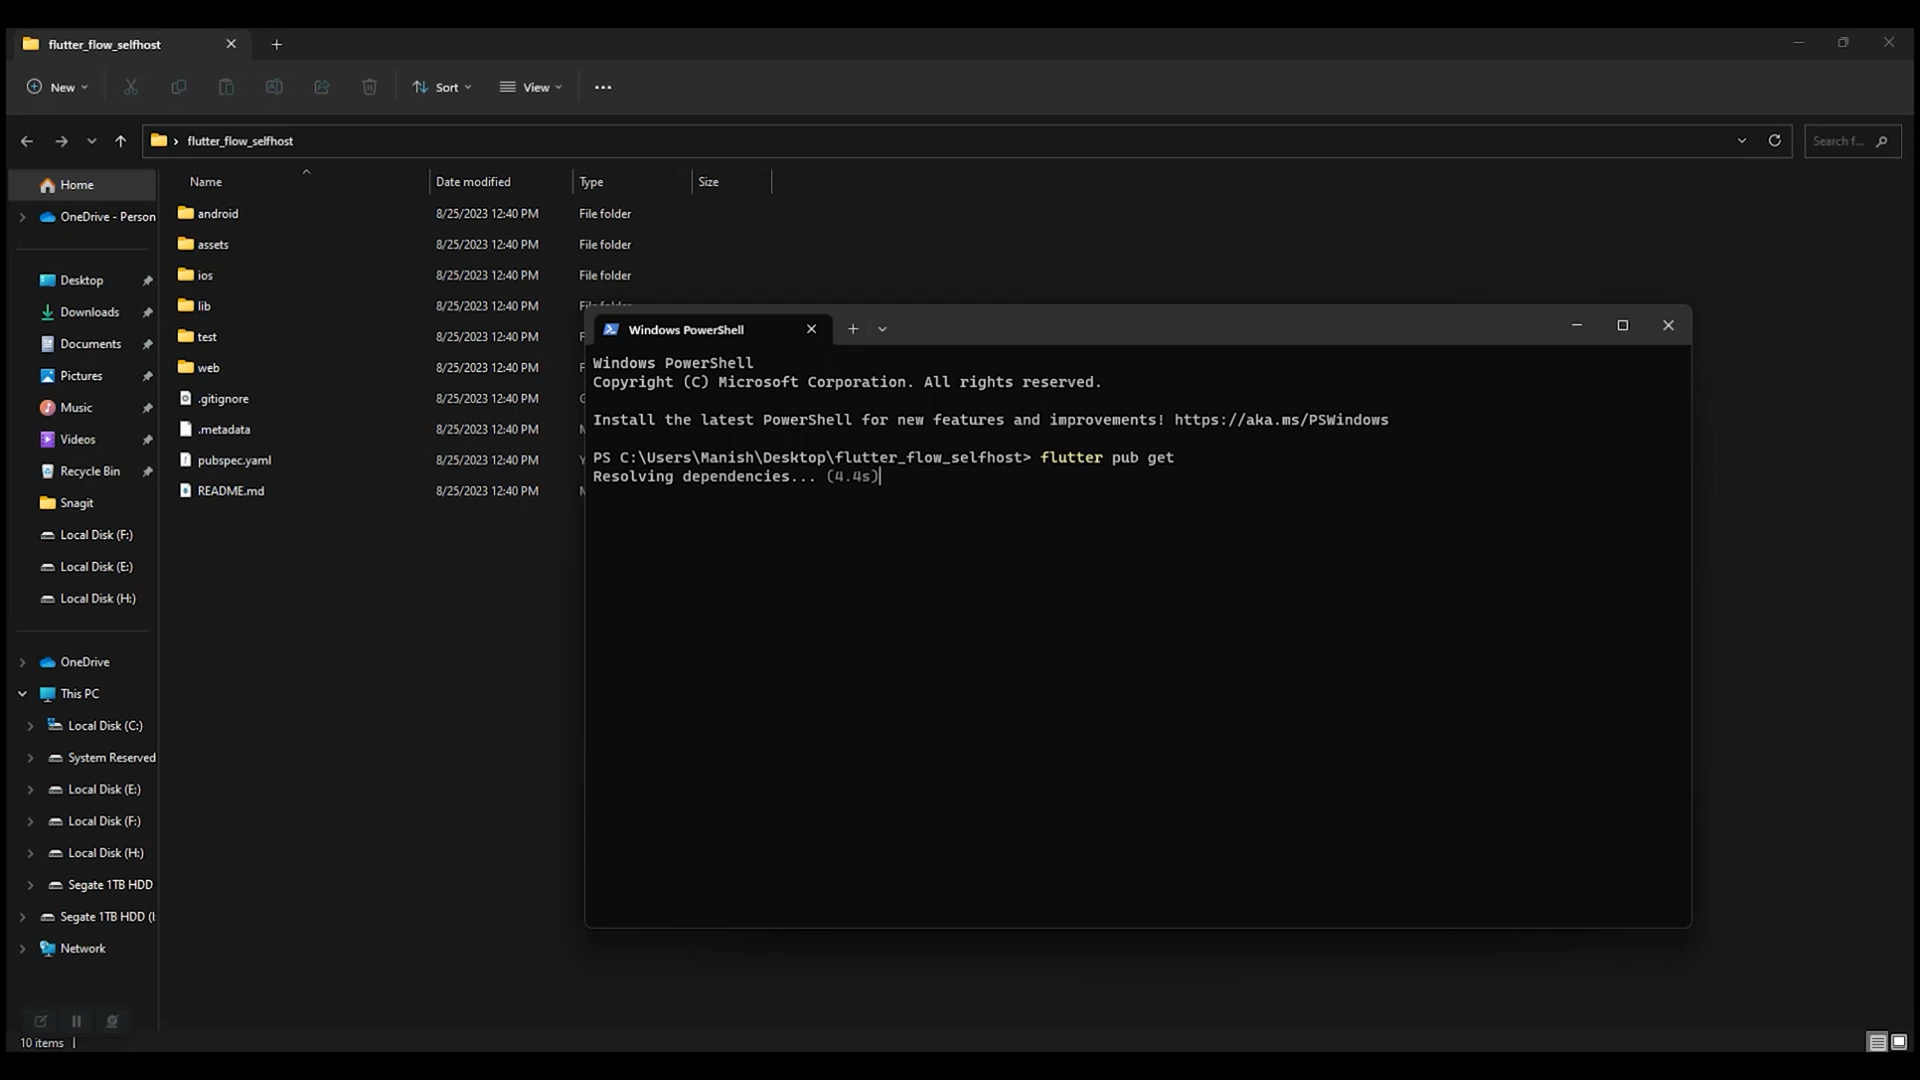 flutter_flow_selfhost
New
Sort
View
flutter_flow_selfhost
Search f...
Name
Date modified
Type
Size
Home
OneDrive - Person
Desktop
Downloads
Documents
Pictures
Music
Videos
Recycle Bin
Snagit
Local Disk (F:)
Local Disk (E:)
Local Disk (H:)
OneDrive
This PC
Local Disk (C:)
System Reserved
Local Disk (E:)
Local Disk (F:)
Local Disk (H:)
Segate 1TB HDD
Segate 1TB HDD (
Network
android 8/25/2023 12:40 PM File folder
assets 8/25/2023 12:40 PM File folder
ios 8/25/2023 12:40 PM File folder
lib 8/25/2023 12:40 PM
test 8/25/2023 12:40 PM
web 8/25/2023 12:40 PM
.gitignore 8/25/2023 12:40 PM
.metadata 8/25/2023 12:40 PM
pubspec.yaml 8/25/2023 12:40 PM
README.md 8/25/2023 12:40 PM
Windows PowerShell
Windows PowerShell
Copyright (C) Microsoft Corporation. All rights reserved.
Install the latest PowerShell for new features and improvements! https://aka.ms/PSWindows
PS C:\Users\Manish\Desktop\flutter_flow_selfhost> flutter pub get
Resolving dependencies... (4.4s)
10 items